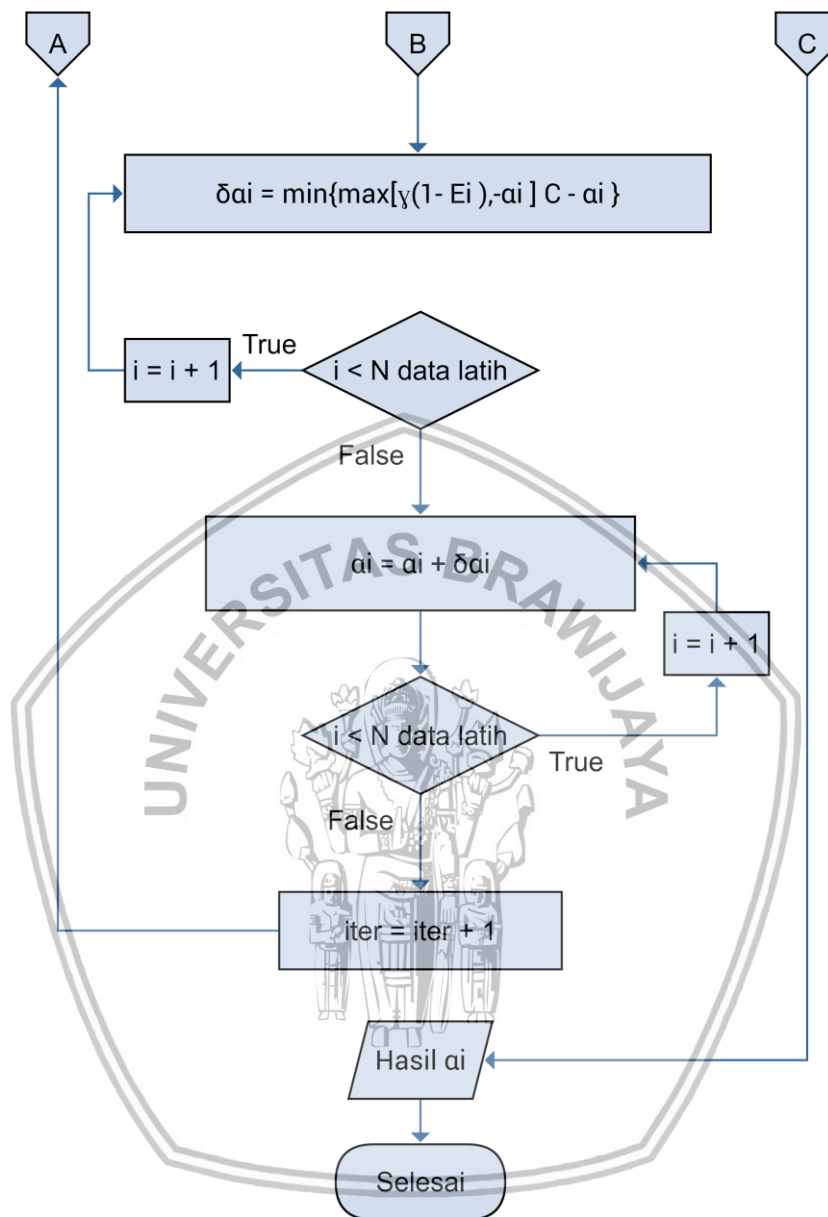 A
B
C
δαi = min{max[γ(1- Ei ),-αi ] C - αi }
True
i = i + 1
i < N data latih
False
αi = αi + δαi
UNIVERSITAS BRAWIJAYA
i = i + 1
i < N data latih
True
False
iter = iter + 1
Hasil αi
Selesai